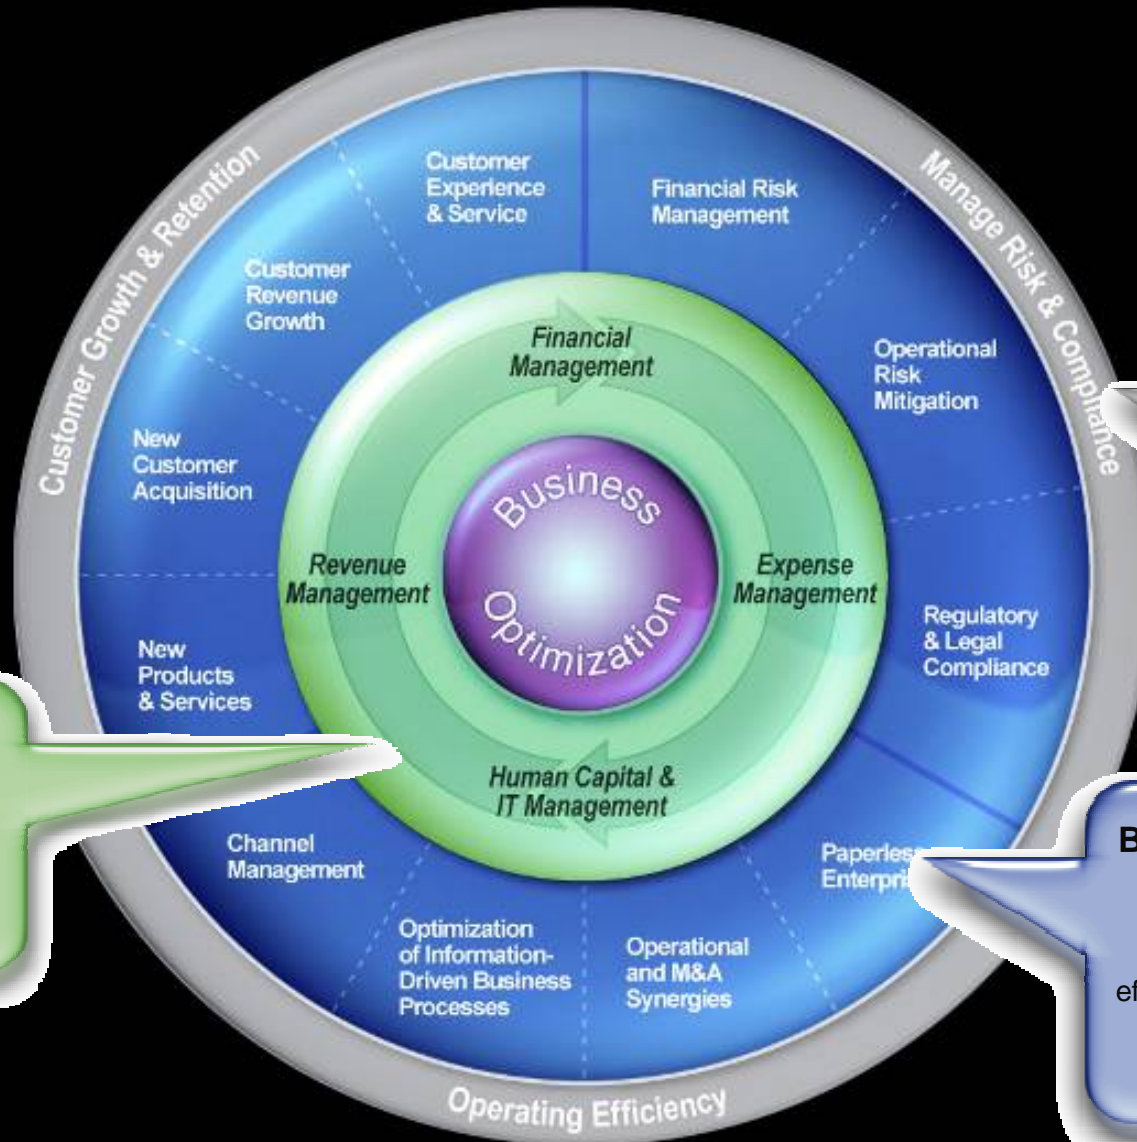 Customer Growth & Retention
Manage Risk & Compliance
Customer
Experience
& Service
Financial Risk
Management
Customer
Revenue
Growth
Operational
Risk
Mitigation
New
Customer
Acquisition
Financial
Management
Business
Optimization
Revenue
Management
Expense
Management
Regulatory
& Legal
Compliance
New
Products
& Services
Human Capital &
IT Management
Channel
Management
Paperless
Optimization
of Information-
Driven Business
Processes
Operational
and M&A
Synergies
Operating Efficiency